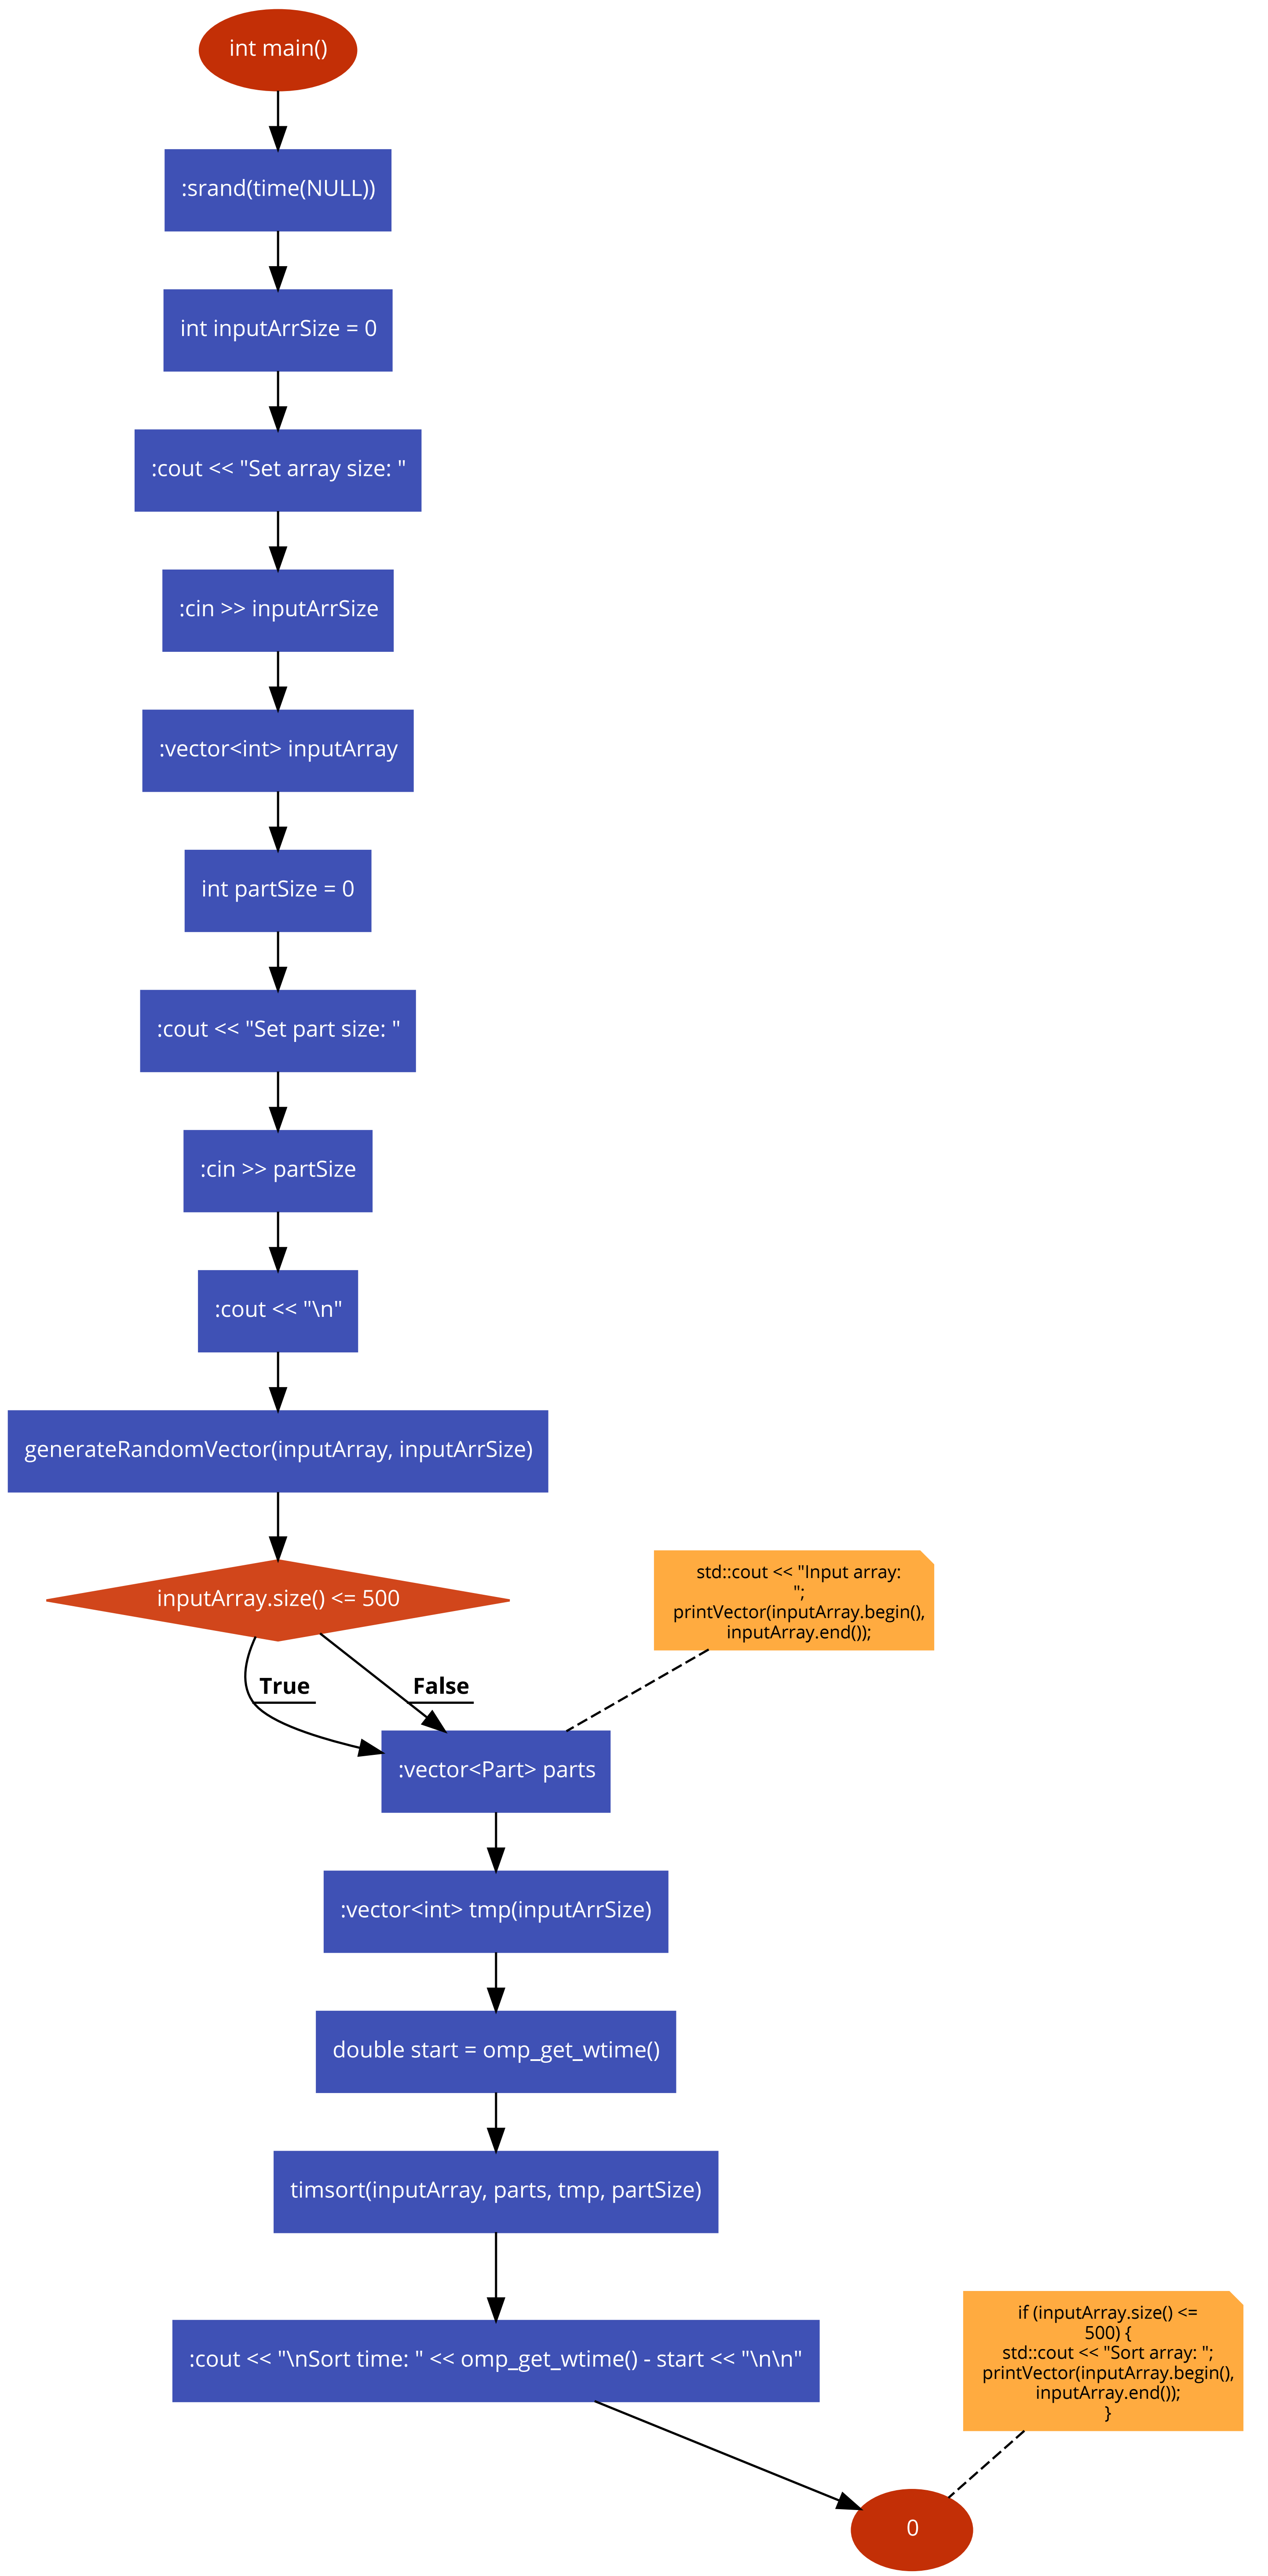 int main()
:srand(time(NULL))
int inputArrSize = 0
:cout << "Set array size: "
:cin >> inputArrSize
:vector<int> inputArray
int partSize = 0
:cout << "Set part size: "
:cin >> partSize
:cout << "\n"
generateRandomVector(inputArray, inputArrSize)
inputArray.size() <= 500
std::cout << "Input array:
";
printVector(inputArray.begin(),
inputArray.end());
True
False
:vector<Part> parts
:vector<int> tmp(inputArrSize)
double start = omp_get_wtime()
timsort(inputArray, parts, tmp, partSize)
:cout << "\nSort time: " << omp_get_wtime() - start << "\n\n"
if (inputArray.size() <=
500) {
std::cout << "Sort array: ";
printVector(inputArray.begin(),
inputArray.end());
}
0